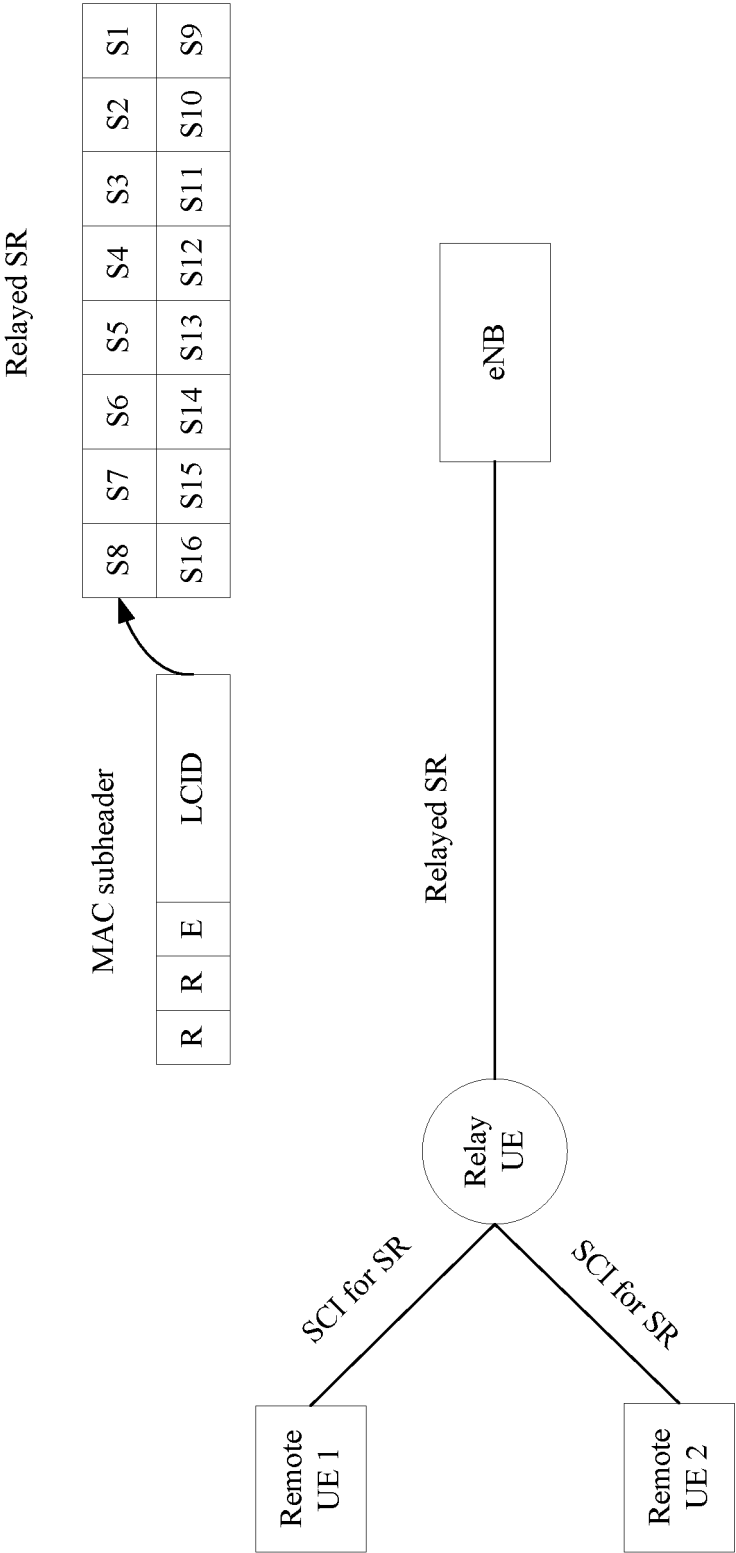 Relayed SR
MAC subheader
S8 S7 S6 S5 S4 S3 S2 S1
R R E LCID
S16 S15 S14 S13 S12 S11 S10 S9
Remote
UE 1
SCI for SR
Relay
UE
Relayed SR
eNB
SCI for SR
Remote
UE 2